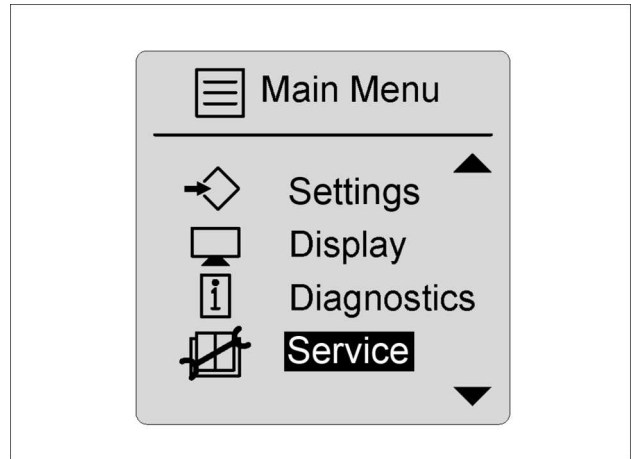 Main Menu
Settings
Display
Diagnostics
Service